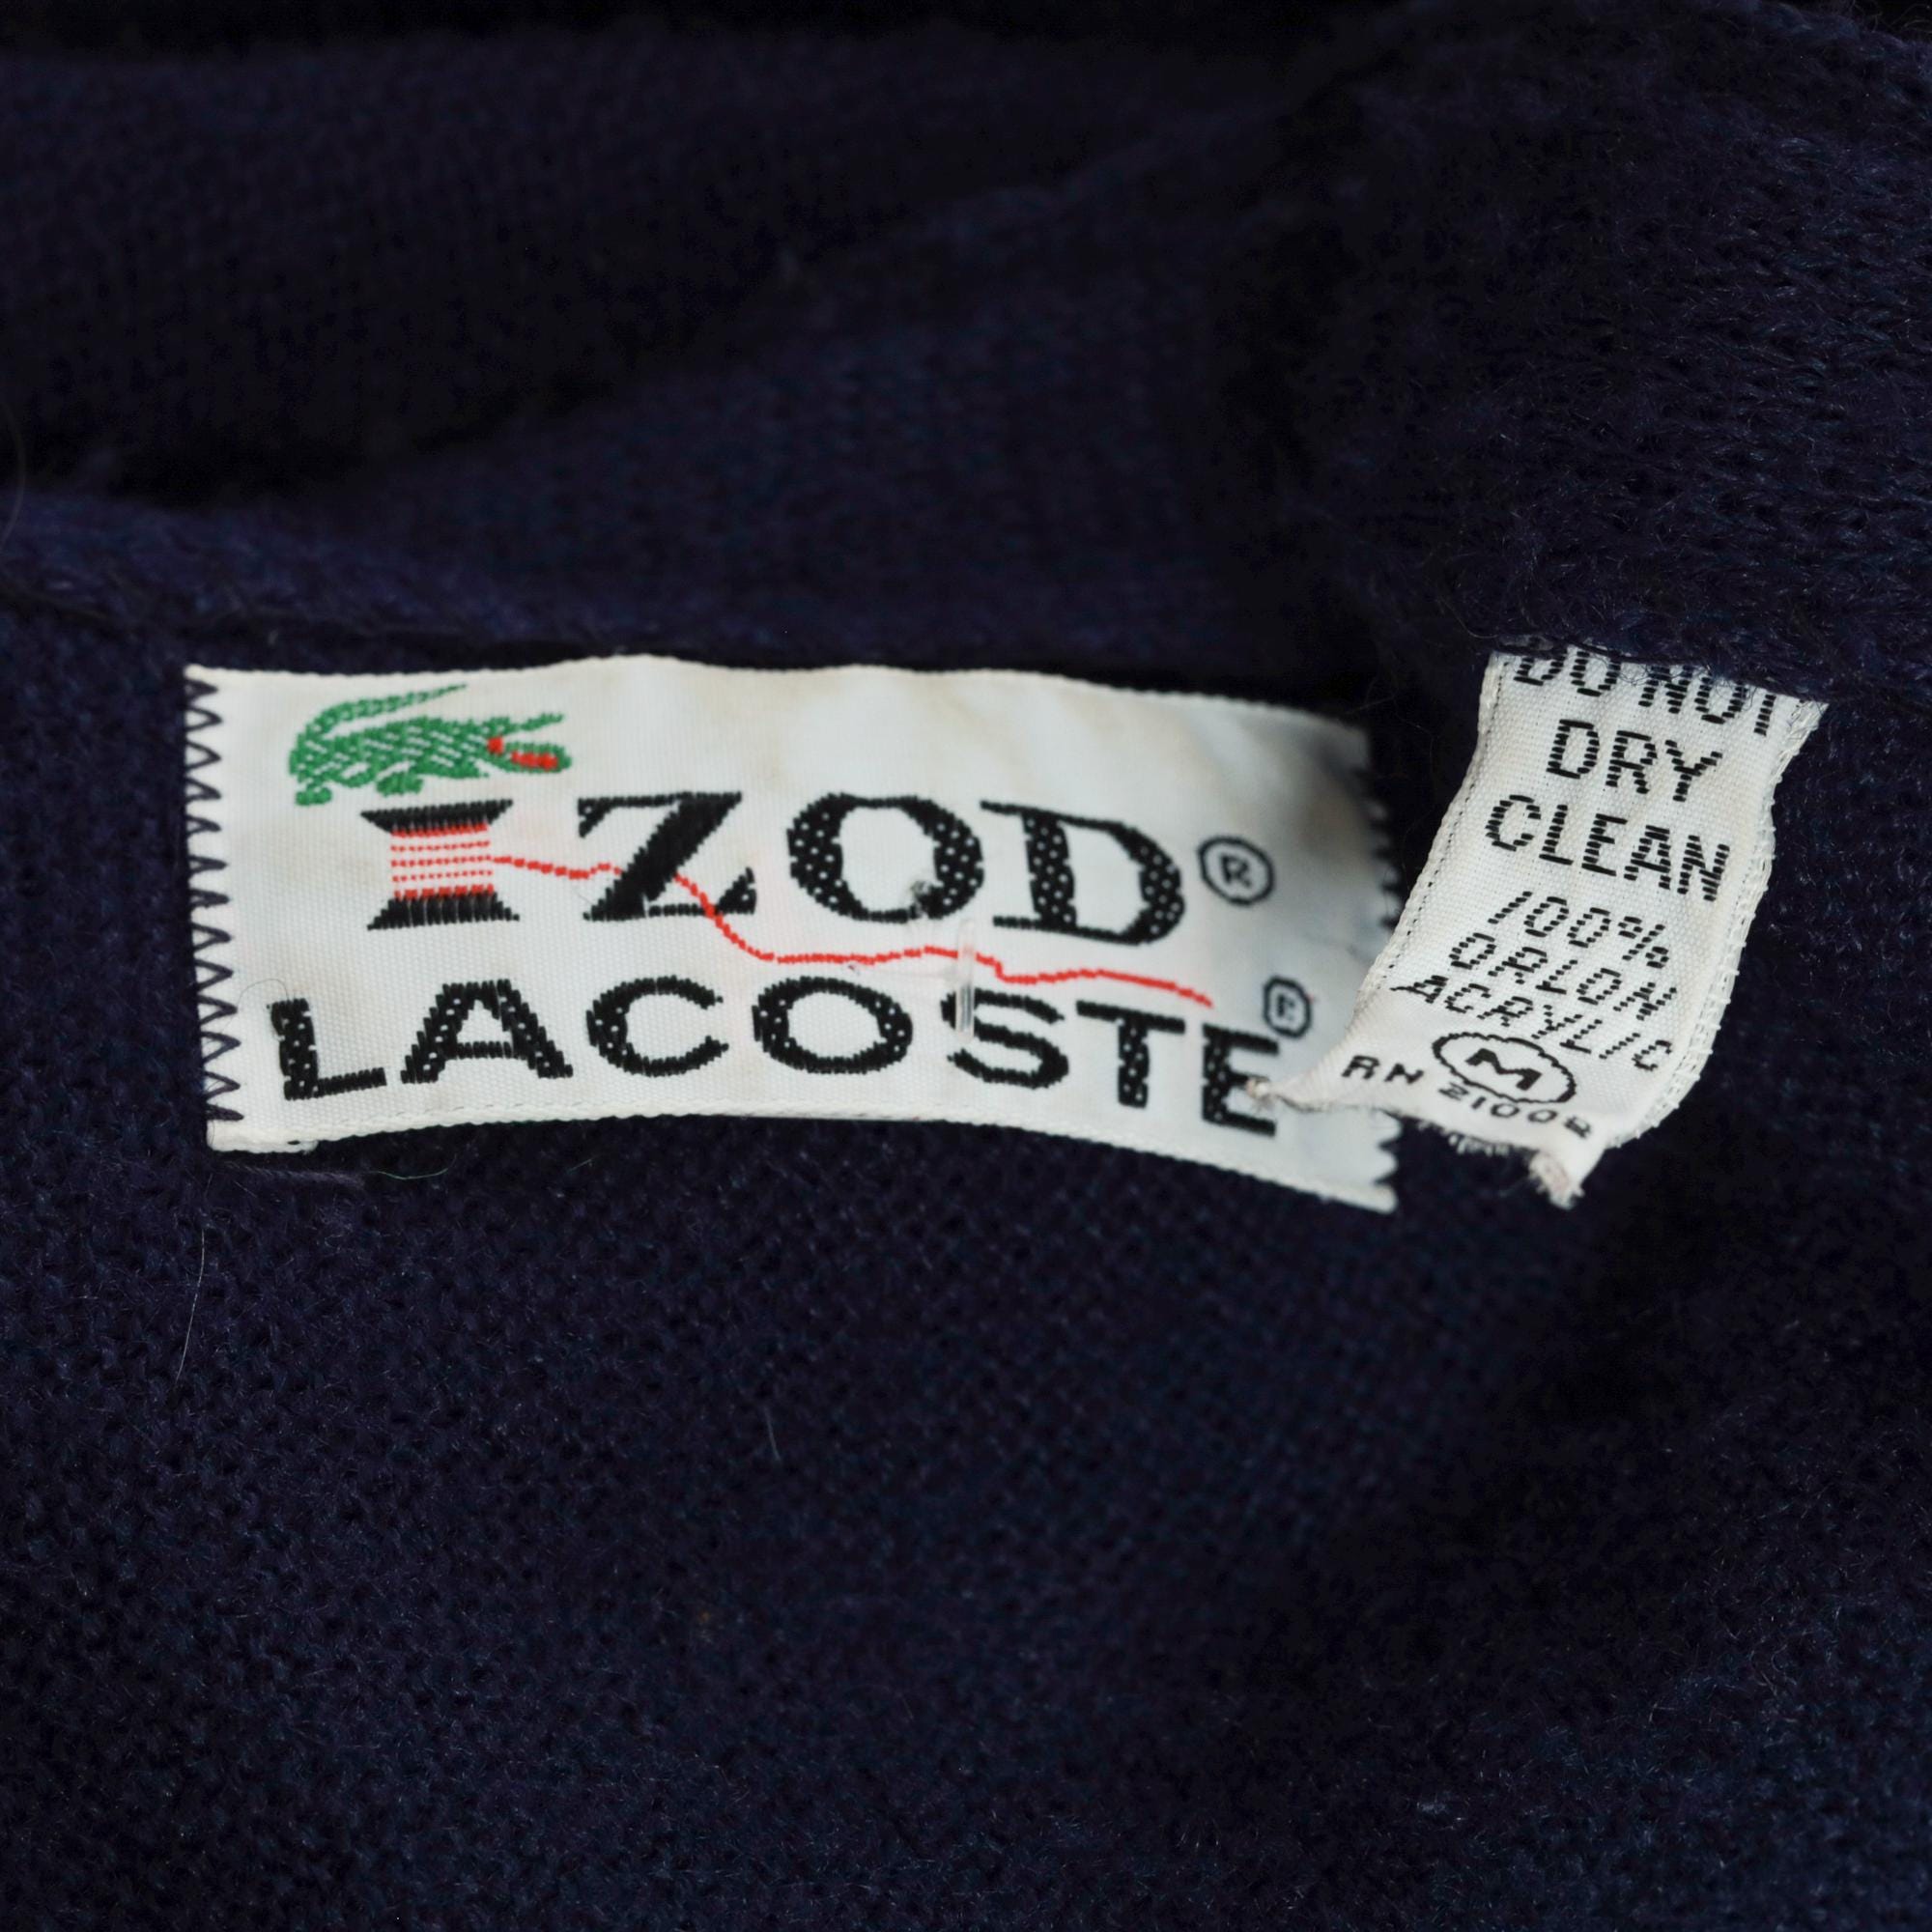 IZOD®
LACOSTE®
DO NOT
DRY
CLEAN
100%
ORLON
ACRYLIC
M
RN 21008